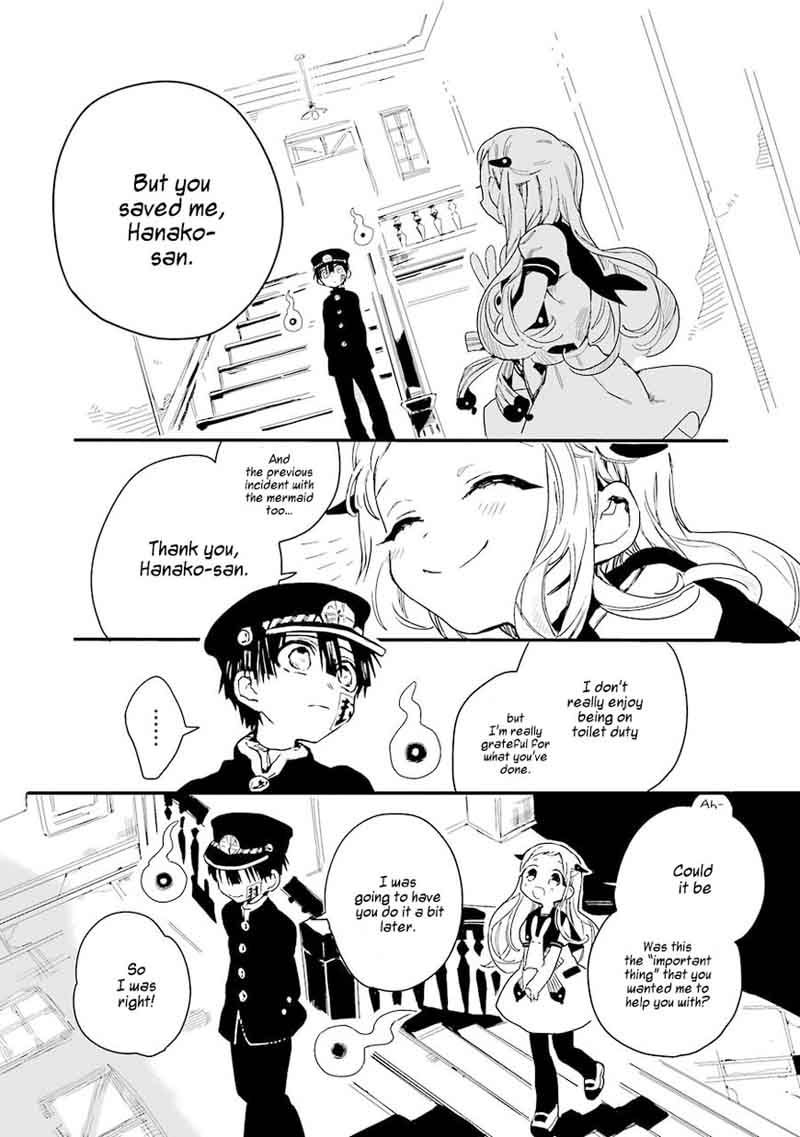 But you
saved me,
Hanako-
san.
And
the previous
incident with
the mermaid
too...
Thank you,
Hanako-san.
I don't
really enjoy
being on
toilet duty
but
I'm really
grateful for
what you've
done.
......
Ah-
Could
it be
Was this
the "important
thing" that you
wanted me to
help you with?
I was
going to have
you do it a bit
later.
So
I was
right!